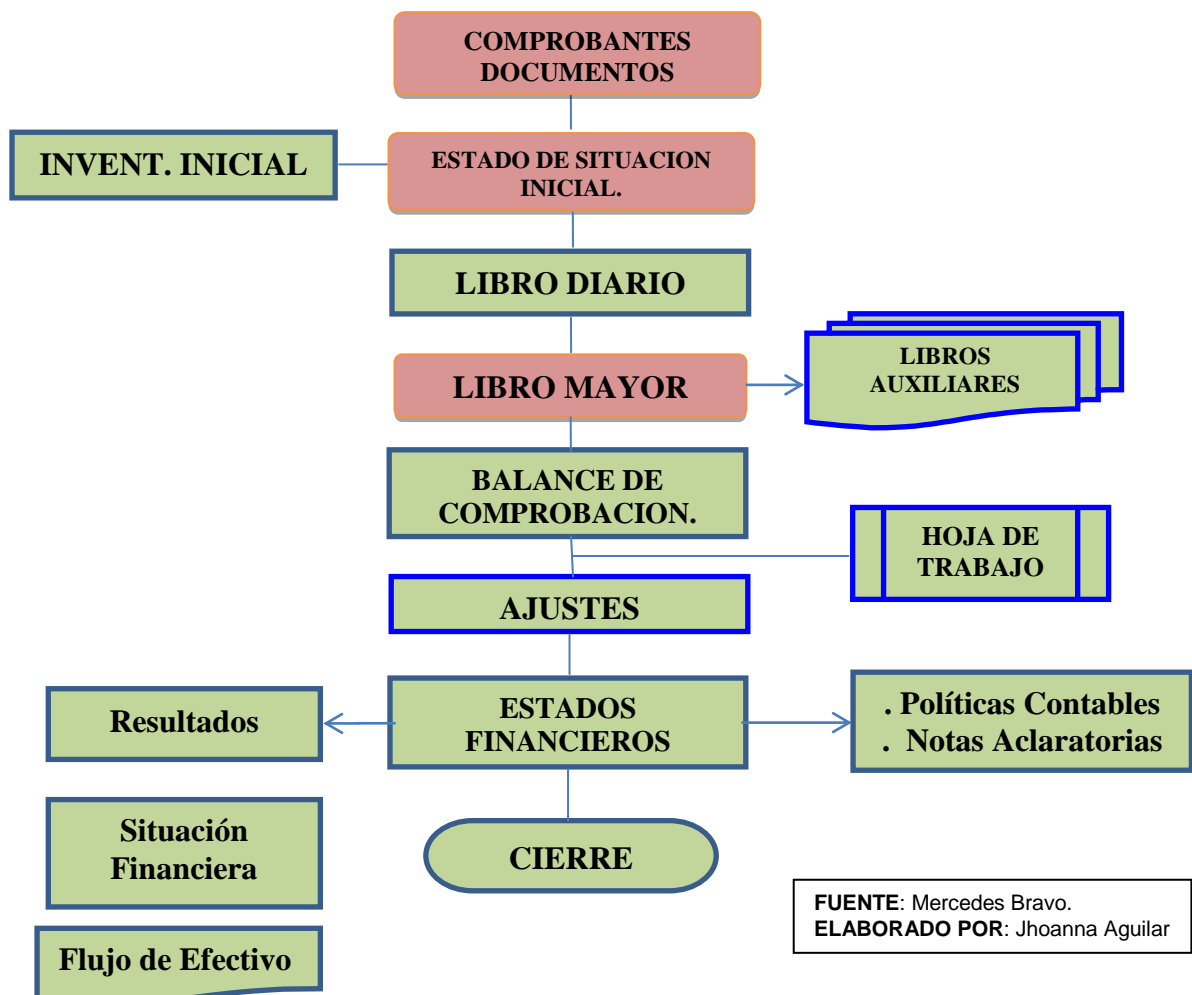 COMPROBANTES
DOCUMENTOS
INVENT. INICIAL
ESTADO DE SITUACION
INICIAL.
LIBRO DIARIO
LIBRO MAYOR
LIBROS
AUXILIARES
BALANCE DE
COMPROBACION.
HOJA DE
TRABAJO
AJUSTES
Resultados
ESTADOS
FINANCIEROS
. Políticas Contables
. Notas Aclaratorias
Situación
Financiera
CIERRE
FUENTE: Mercedes Bravo.
ELABORADO POR: Jhoanna Aguilar
Flujo de Efectivo